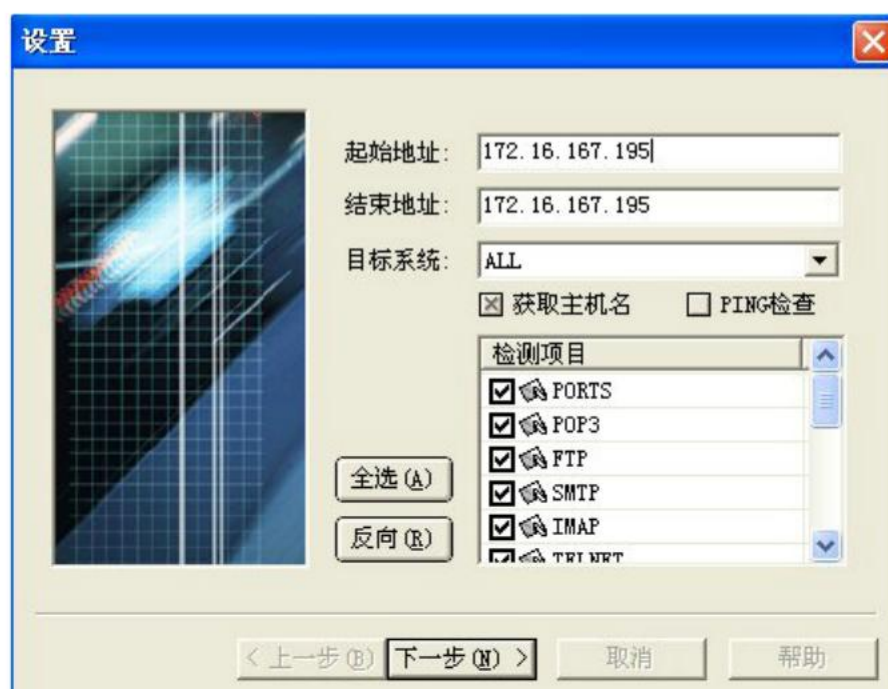 设置
起始地址: 172.16.167.195
结束地址: 172.16.167.195
目标系统: ALL
获取主机名 PING检查
检测项目
PORTS
POP3
FTP
SMTP
IMAP
TELNET
全选(A)
反向(R)
< 上一步(B) 下一步(N) > 取消 帮助